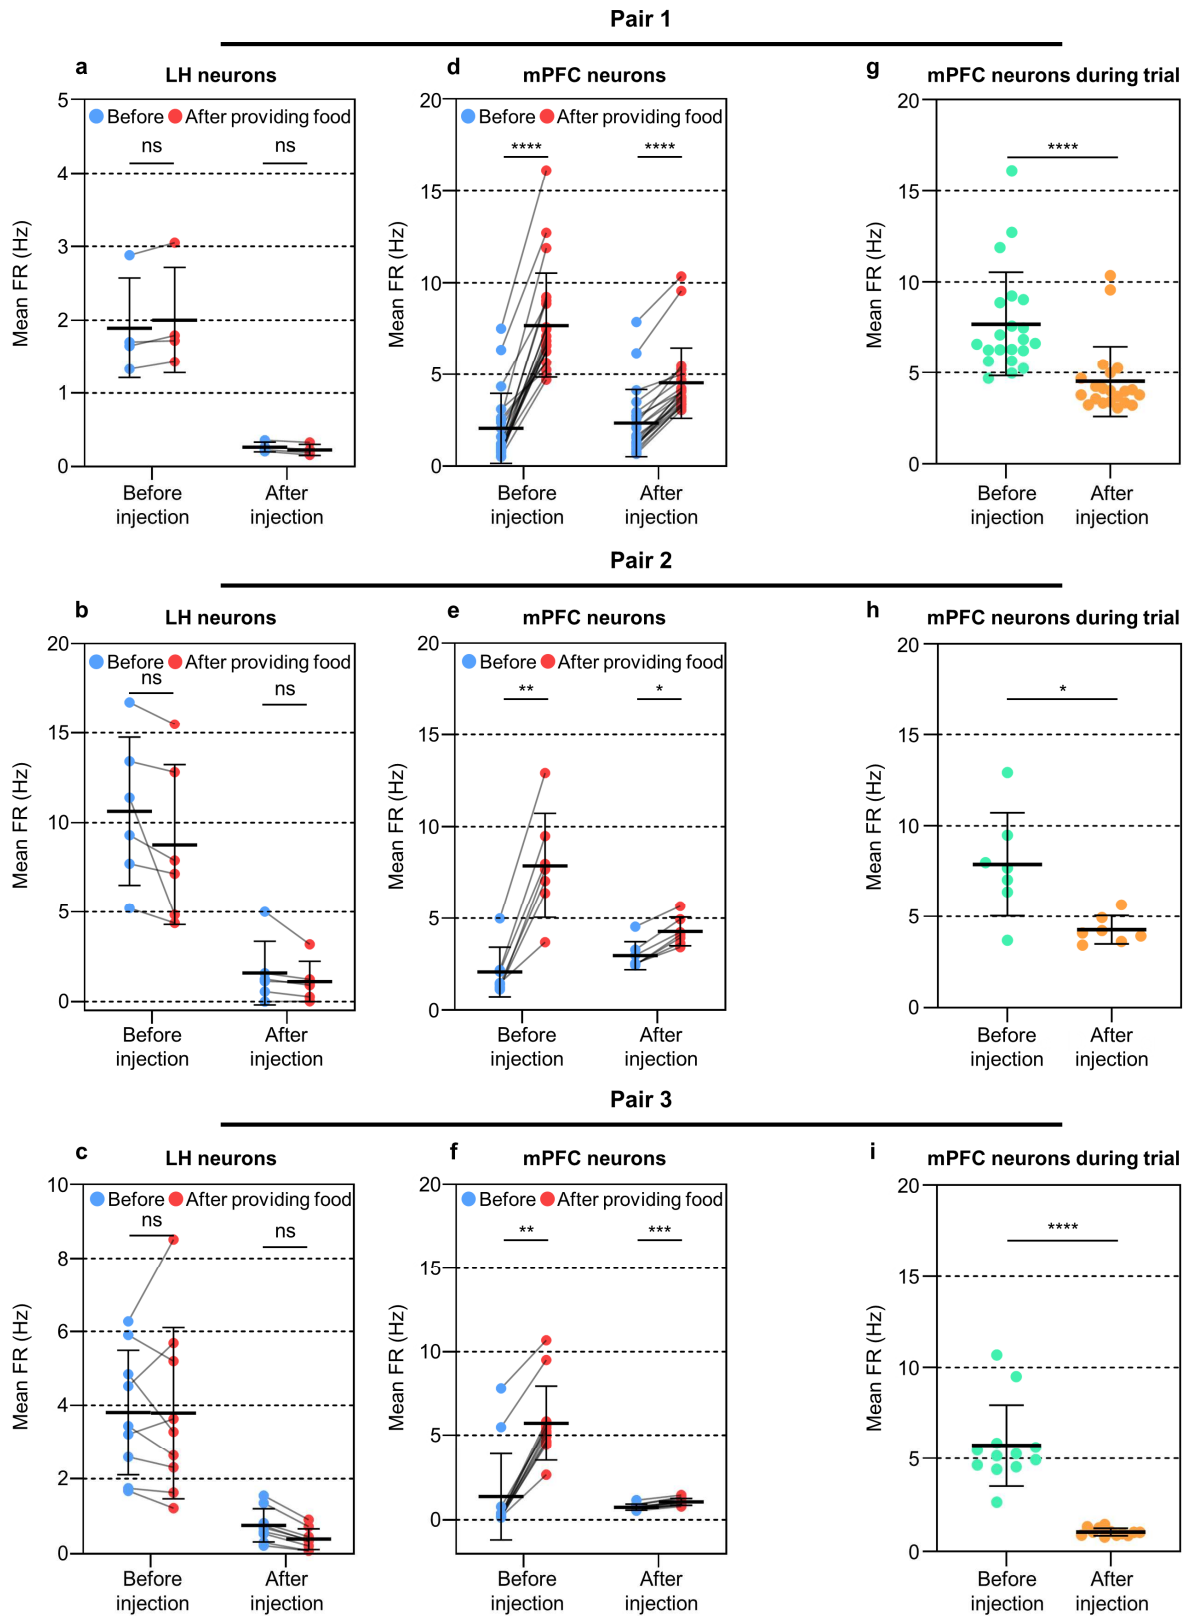 Pair 1
a
LH neurons
5
4
3
2
1
0
Mean FR (Hz)
Before After providing food
ns ns
Before injection
After injection
d
mPFC neurons
20
15
10
5
0
Mean FR (Hz)
Before After providing food
**** ****
Before injection
After injection
g
mPFC neurons during trial
20
15
10
5
0
Mean FR (Hz)
****
Before injection
After injection
Pair 2
b
LH neurons
20
15
10
5
0
Mean FR (Hz)
Before After providing food
ns ns
Before injection
After injection
e
mPFC neurons
20
15
10
5
0
Mean FR (Hz)
Before After providing food
** *
Before injection
After injection
h
mPFC neurons during trial
20
15
10
5
0
Mean FR (Hz)
*
Before injection
After injection
Pair 3
c
LH neurons
10
8
6
4
2
0
Mean FR (Hz)
Before After providing food
ns ns
Before injection
After injection
f
mPFC neurons
20
15
10
5
0
Mean FR (Hz)
Before After providing food
** ***
Before injection
After injection
i
mPFC neurons during trial
20
15
10
5
0
Mean FR (Hz)
****
Before injection
After injection